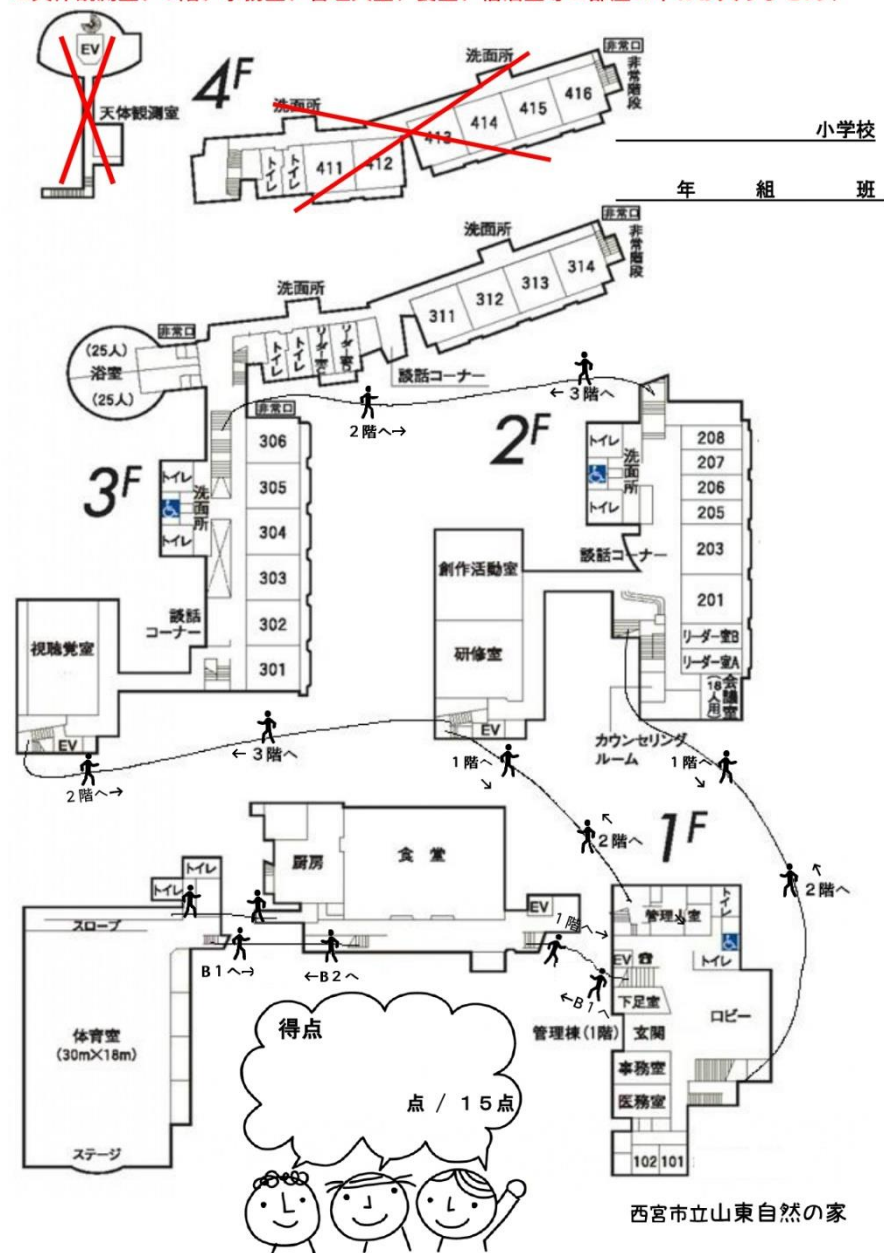 EV
天体観測室
4F
洗面所
洗面所
非常口
非常階段
トイレ
トイレ
411
412
413
414
415
416
小学校
年 組 班
洗面所
洗面所
非常口
非常階段
311
312
313
314
トイレ
トイレ
談話コーナー
非常口
(25人)
浴室
(25人)
2階へ→
←3階へ
3F
非常口
306
305
304
303
302
301
トイレ
洗面所
トイレ
談話
コーナー
視聴覚室
EV
2F
トイレ
洗面所
トイレ
208
207
206
205
203
201
談話コーナー
リーダー室B
リーダー室A
会議室
(16人用)
創作活動室
研修室
EV
カウンセリング
ルーム
←3階へ
2階へ→
1階へ
↘
↖
2階へ
1階へ
↘
↖
2階へ
1F
厨房
食堂
トイレ
トイレ
スロープ
EV
1階へ→
B1へ→
←B2へ
←B1へ
体育室
(30m×18m)
ステージ
管理人室
トイレ
トイレ
EV
下足室
管理棟(1階)
玄関
ロビー
事務室
医務室
102
101
得点
点 / 15点
西宮市立山東自然の家